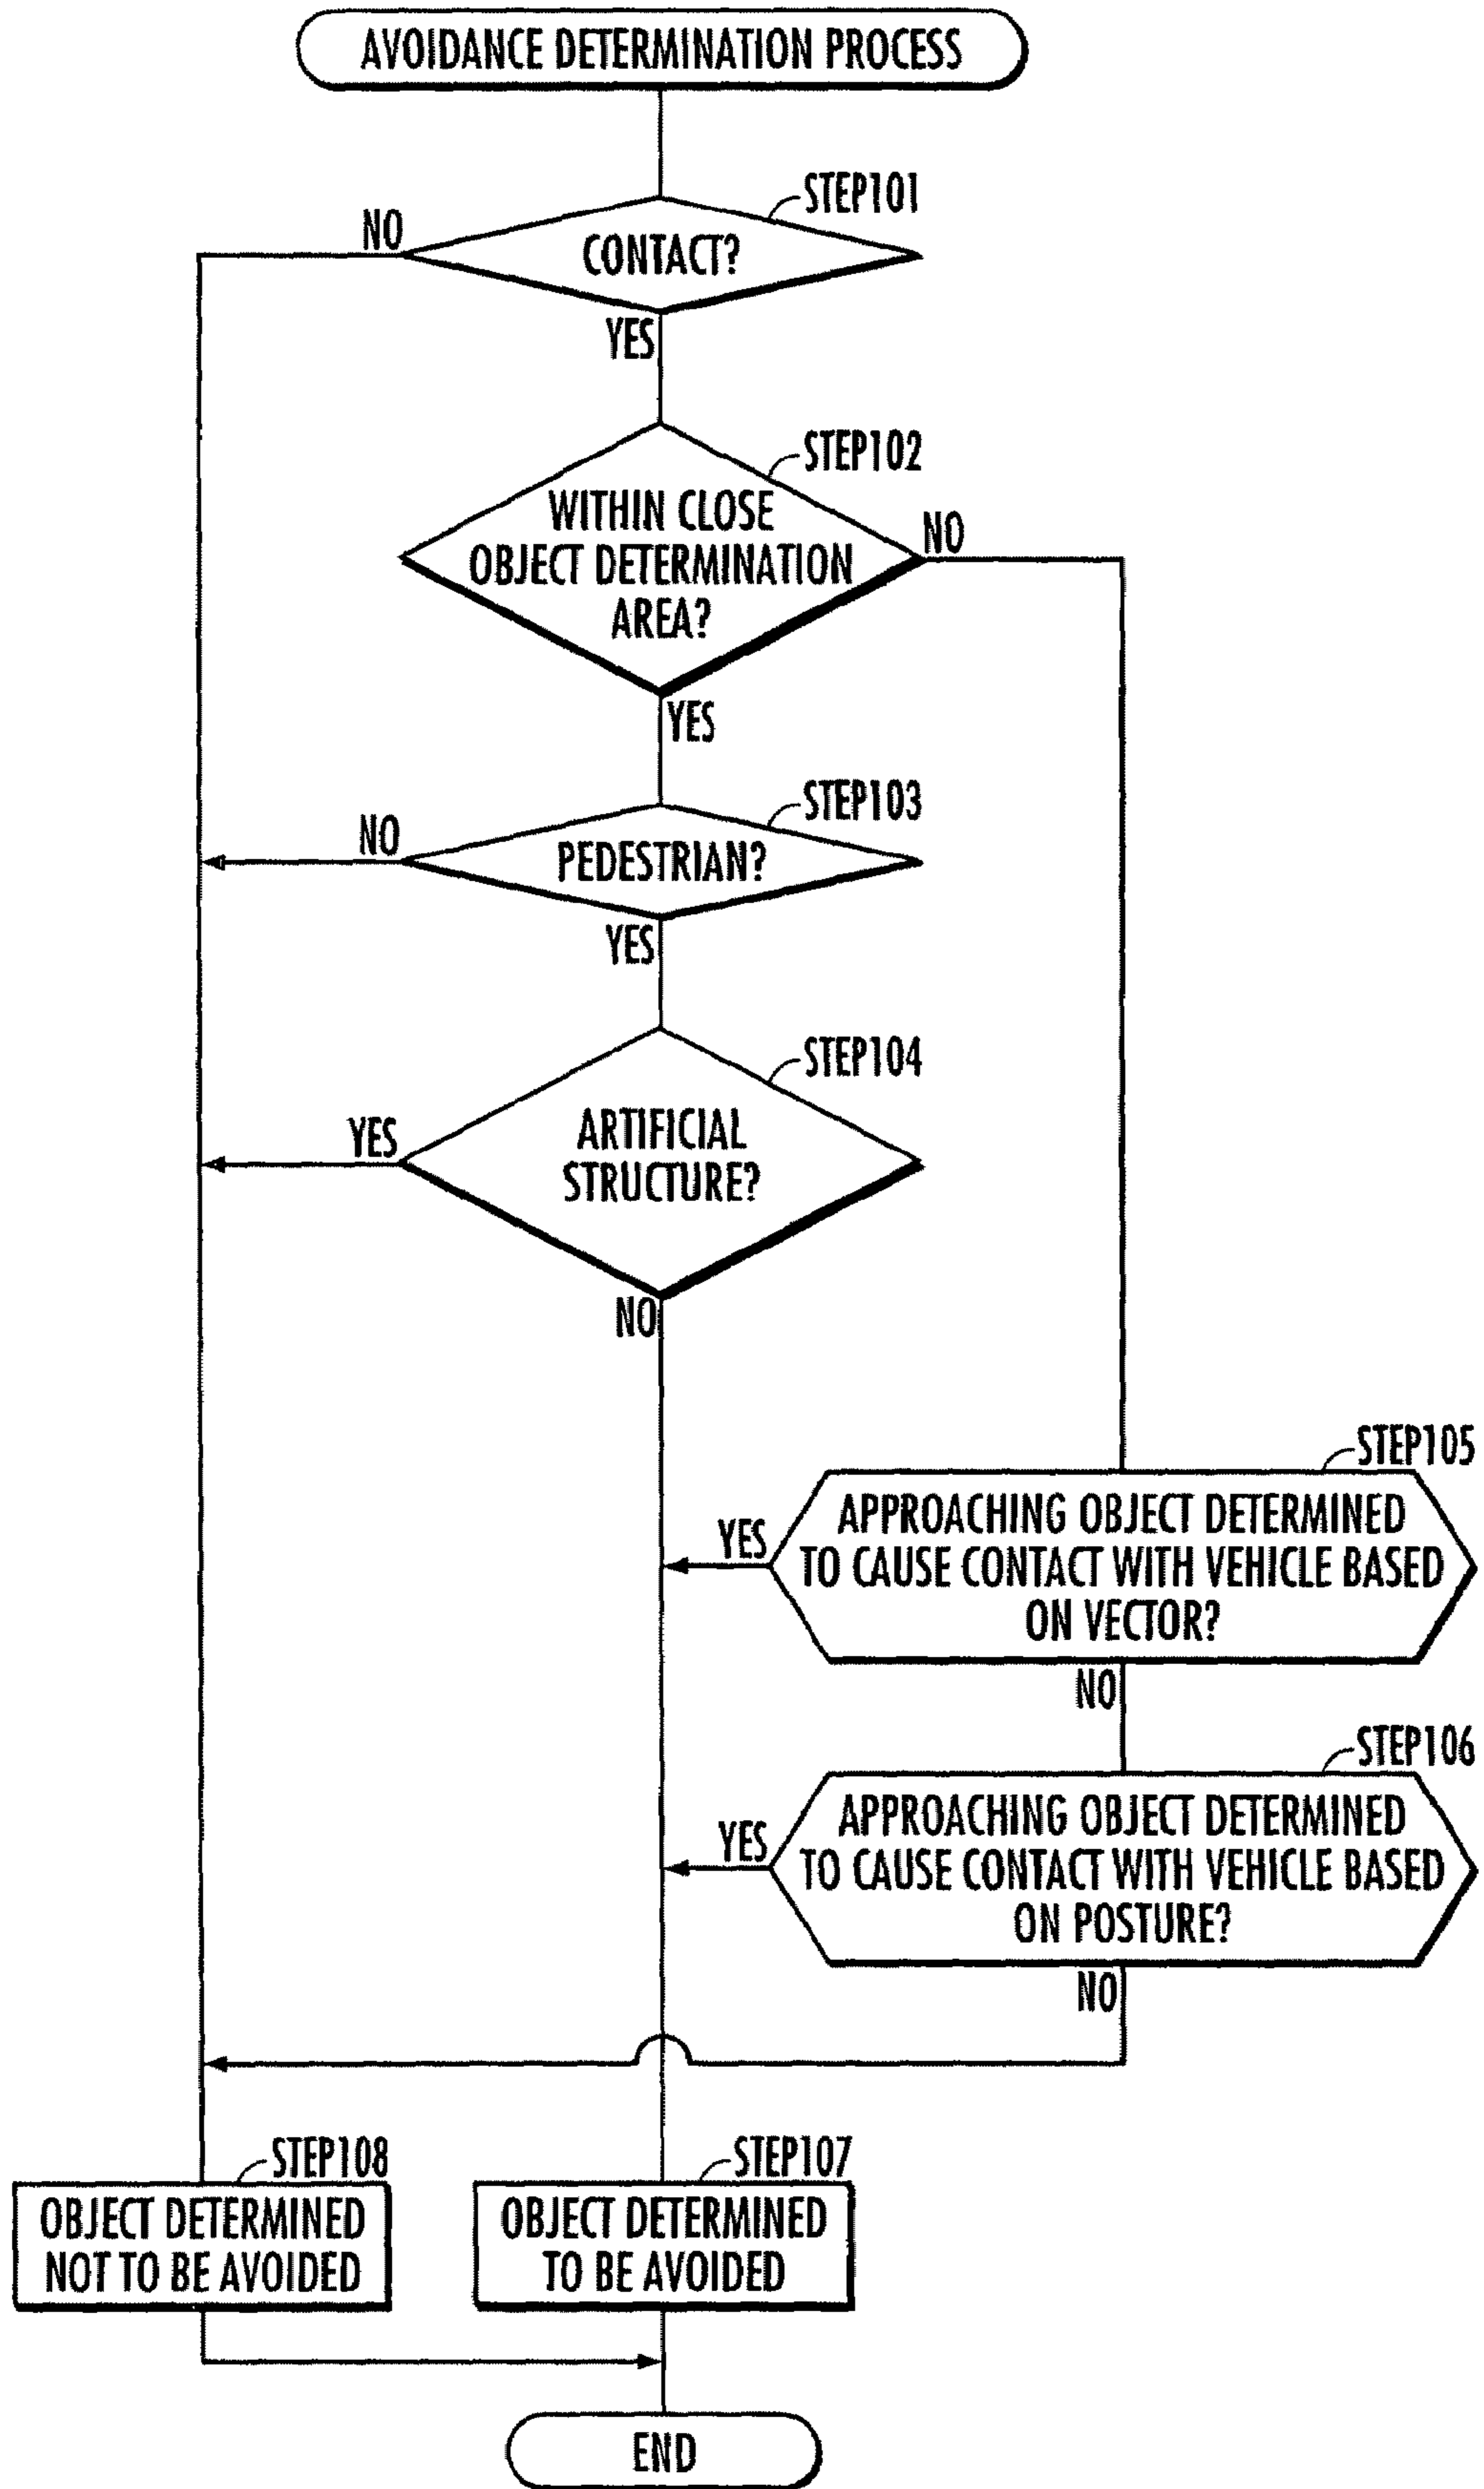 AVOIDANCE DETERMINATION PROCESS
STEP101
NO
CONTACT?
YES
STEP102
WITHIN CLOSE
OBJECT DETERMINATION
AREA?
NO
YES
STEP103
NO
PEDESTRIAN?
YES
STEP104
YES
ARTIFICIAL
STRUCTURE?
NO
STEP105
YES
APPROACHING OBJECT DETERMINED
TO CAUSE CONTACT WITH VEHICLE BASED
ON VECTOR?
NO
STEP106
YES
APPROACHING OBJECT DETERMINED
TO CAUSE CONTACT WITH VEHICLE BASED
ON POSTURE?
NO
STEP108
OBJECT DETERMINED
NOT TO BE AVOIDED
STEP107
OBJECT DETERMINED
TO BE AVOIDED
END